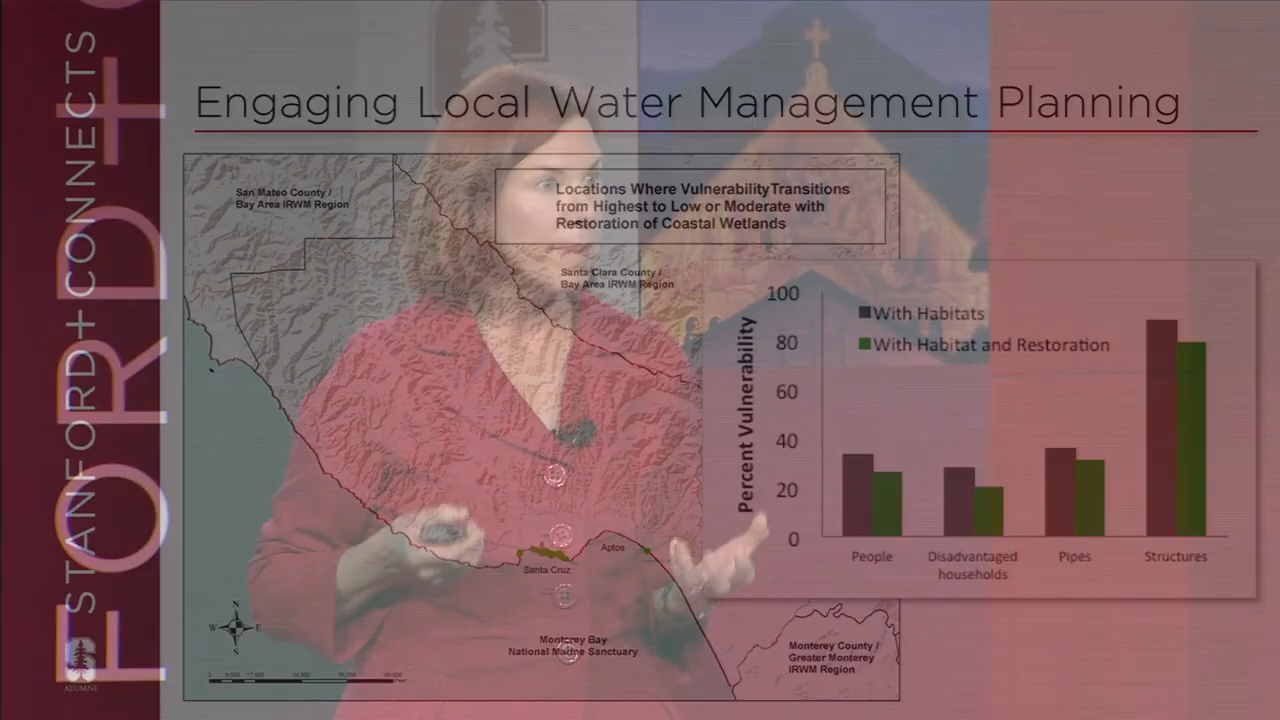 STANFORD+CONNECTS
FORD+
ALUMNI
Engaging Local Water Management Planning
San Mateo County /
Bay Area IRWM Region
Locations Where Vulnerability Transitions
from Highest to Low or Moderate with
Restoration of Coastal Wetlands
Santa Clara County /
Bay Area IRWM Region
Aptos
Santa Cruz
N
W E
S
Monterey Bay
National Marine Sanctuary
Monterey County /
Greater Monterey
IRWM Region
Percent Vulnerability
100
80
60
40
20
0
With Habitats
With Habitat and Restoration
People
Disadvantaged
households
Pipes
Structures